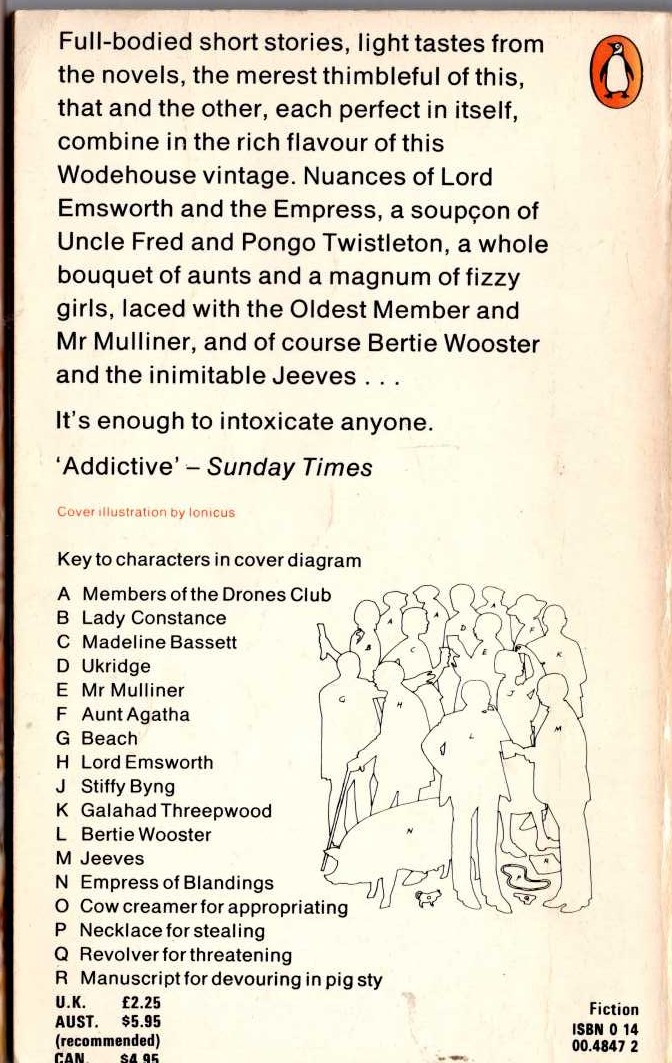 Full-bodied short stories, light tastes from
the novels, the merest thimbleful of this,
that and the other, each perfect in itself,
combine in the rich flavour of this
Wodehouse vintage. Nuances of Lord
Emsworth and the Empress, a soupçon of
Uncle Fred and Pongo Twistleton, a whole
bouquet of aunts and a magnum of fizzy
girls, laced with the Oldest Member and
Mr Mulliner, and of course Bertie Wooster
and the inimitable Jeeves . . .
It's enough to intoxicate anyone.
‘Addictive’ – Sunday Times
Cover illustration by Ionicus
Key to characters in cover diagram
A Members of the Drones Club
B Lady Constance
C Madeline Bassett
D Ukridge
E Mr Mulliner
F Aunt Agatha
G Beach
H Lord Emsworth
J Stiffy Byng
K Galahad Threepwood
L Bertie Wooster
M Jeeves
N Empress of Blandings
O Cow creamer for appropriating
P Necklace for stealing
Q Revolver for threatening
R Manuscript for devouring in pig sty
A
A
A
B
C
D
E
F
K
G
H
J
L
M
N
R
U.K. £2.25
AUST. $5.95
(recommended)
CAN. $4.95
Fiction
ISBN 0 14
00.4847 2